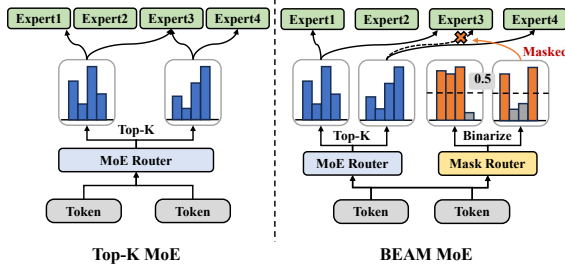 Expert1 Expert2 Expert3 Expert4
Top-K
MoE Router
Token Token
Top-K MoE
Expert1 Expert2 Expert3 Expert4
Masked
0.5
Top-K Binarize
MoE Router Mask Router
Token Token
BEAM MoE